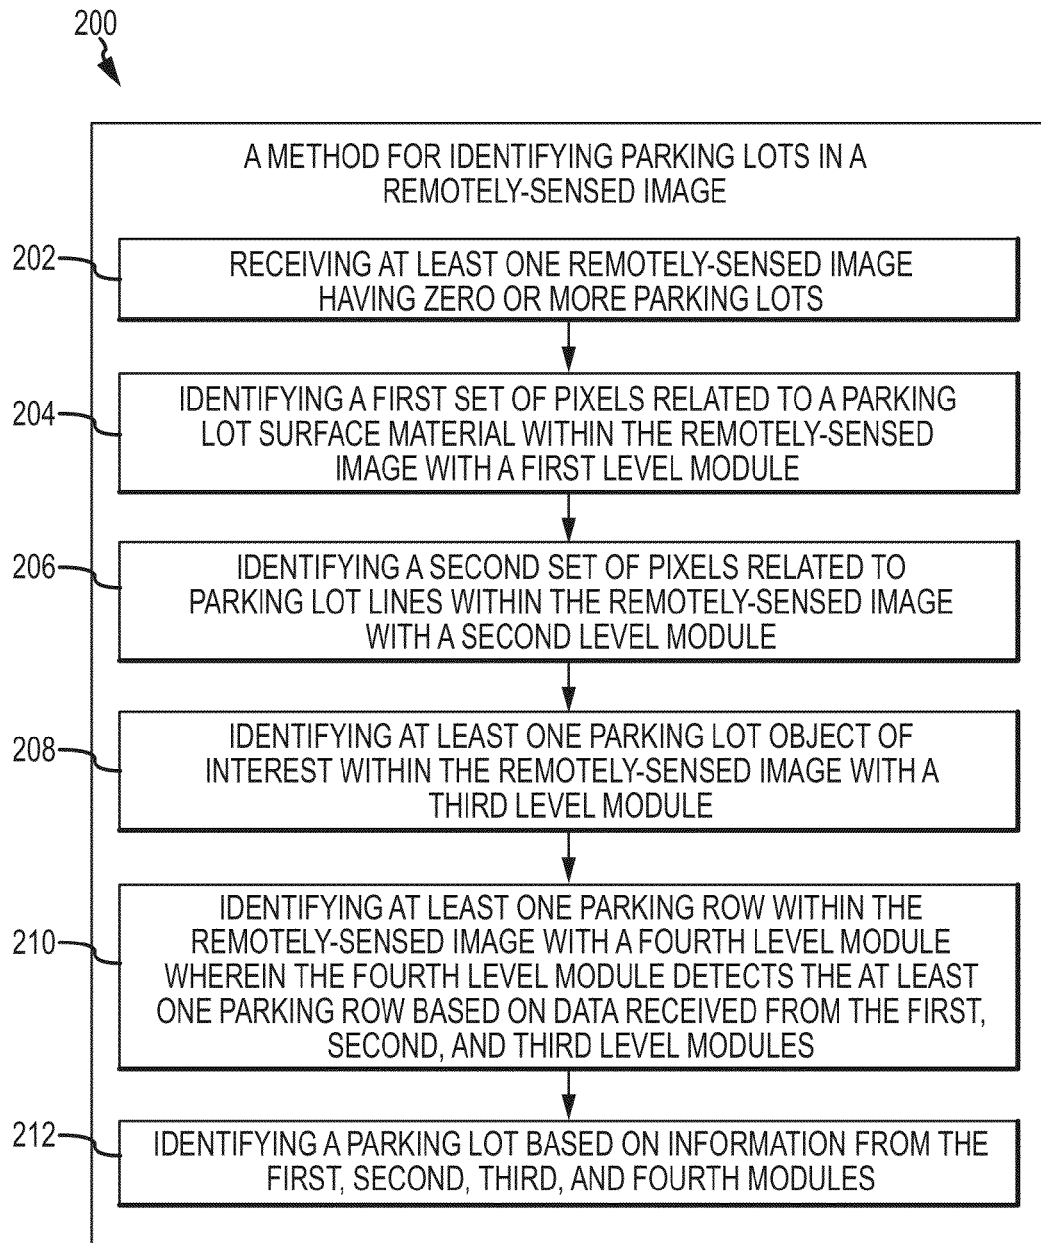 200
A METHOD FOR IDENTIFYING PARKING LOTS IN A
REMOTELY-SENSED IMAGE
202
RECEIVING AT LEAST ONE REMOTELY-SENSED IMAGE
HAVING ZERO OR MORE PARKING LOTS
204
IDENTIFYING A FIRST SET OF PIXELS RELATED TO A PARKING
LOT SURFACE MATERIAL WITHIN THE REMOTELY-SENSED
IMAGE WITH A FIRST LEVEL MODULE
206
IDENTIFYING A SECOND SET OF PIXELS RELATED TO
PARKING LOT LINES WITHIN THE REMOTELY-SENSED IMAGE
WITH A SECOND LEVEL MODULE
208
IDENTIFYING AT LEAST ONE PARKING LOT OBJECT OF
INTEREST WITHIN THE REMOTELY-SENSED IMAGE WITH A
THIRD LEVEL MODULE
210
IDENTIFYING AT LEAST ONE PARKING ROW WITHIN THE
REMOTELY-SENSED IMAGE WITH A FOURTH LEVEL MODULE
WHEREIN THE FOURTH LEVEL MODULE DETECTS THE AT LEAST
ONE PARKING ROW BASED ON DATA RECEIVED FROM THE FIRST,
SECOND, AND THIRD LEVEL MODULES
212
IDENTIFYING A PARKING LOT BASED ON INFORMATION FROM THE
FIRST, SECOND, THIRD, AND FOURTH MODULES